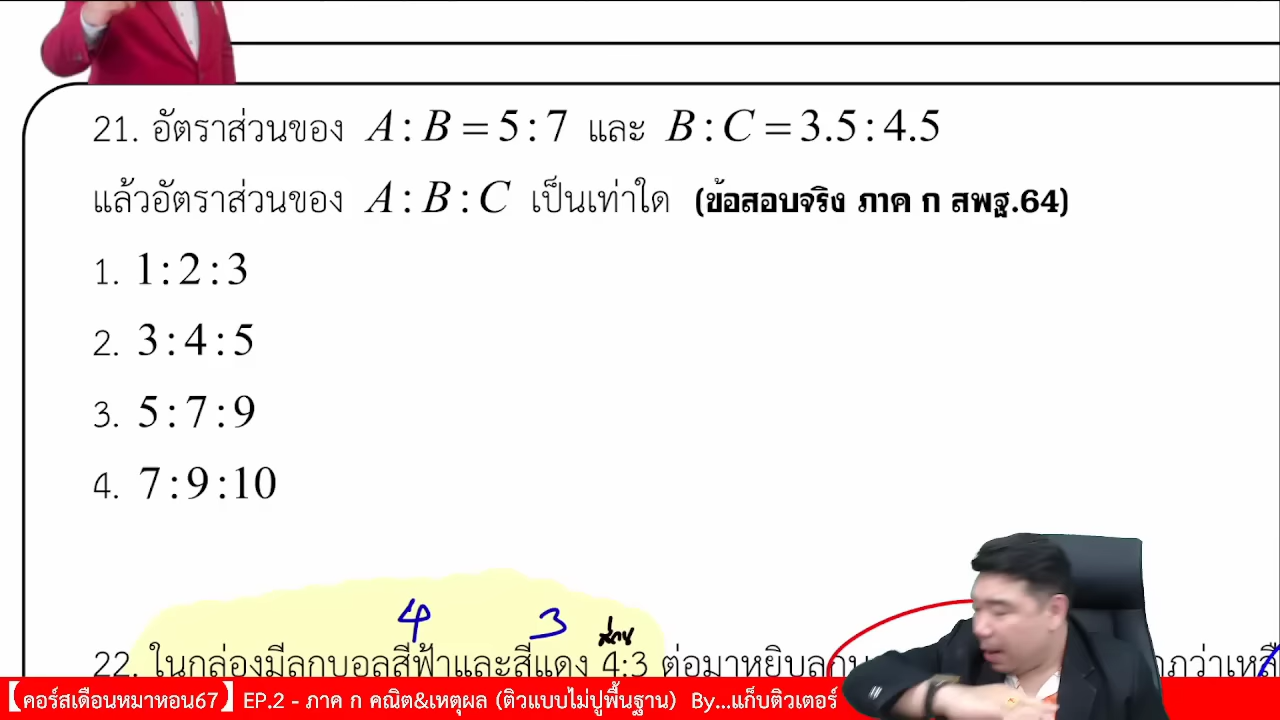 21. อัตราส่วนของ A : B = 5 : 7 และ B : C = 3.5 : 4.5
แล้วอัตราส่วนของ A : B : C เป็นเท่าใด (ข้อสอบจริง ภาค ก สพฐ.64)
1. 1 : 2 : 3
2. 3 : 4 : 5
3. 5 : 7 : 9
4. 7 : 9 : 10
4 3
22. ในกล่องมีลูกบอลสีฟ้าและสีแดง 4:3 ต่อมาหยิบลูก
【คอร์สเดือนหมาหอน67】 EP.2 - ภาค ก คณิต&เหตุผล (ติวแบบไม่ปูพื้นฐาน) By...แก็บติวเตอร์